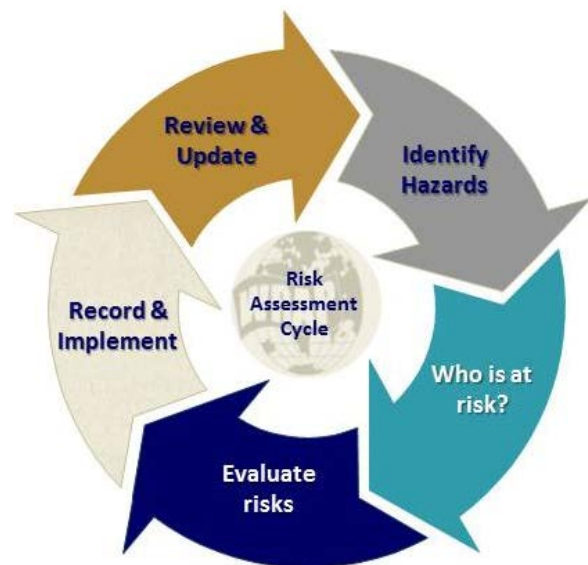 Review &
Update
Identify
Hazards
Risk
Assessment
Cycle
Record &
Implement
Who is at
risk?
Evaluate
risks